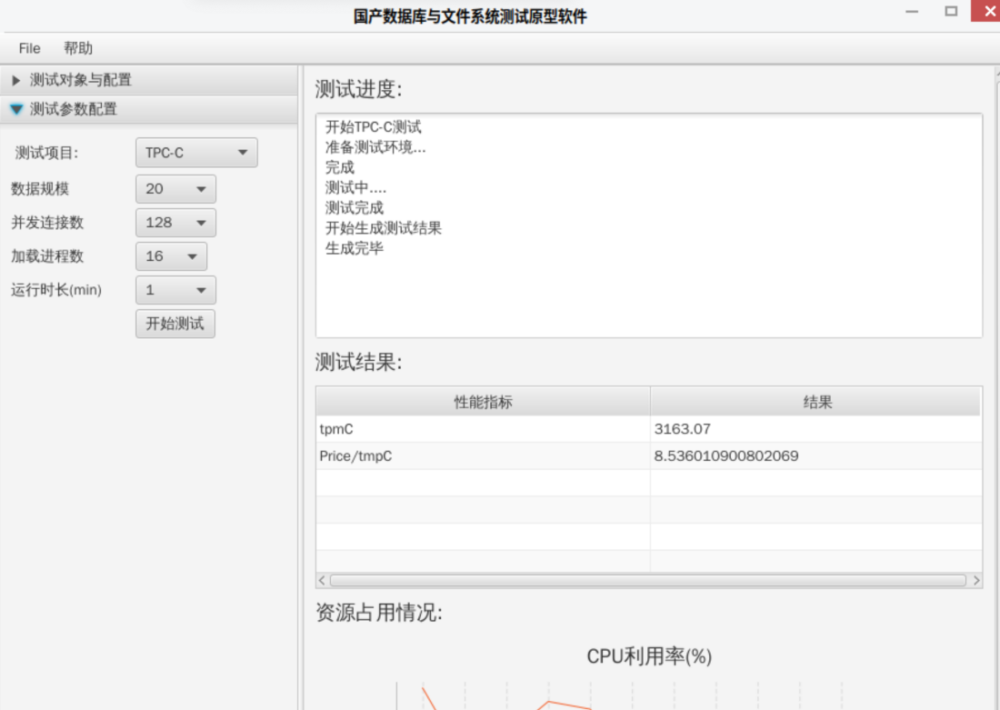 国产数据库与文件系统测试原型软件
File 帮助
测试对象与配置
测试参数配置
测试项目: TPC-C
数据规模 20
并发连接数 128
加载进程数 16
运行时长(min) 1
开始测试
测试进度:
开始TPC-C测试
准备测试环境...
完成
测试中....
测试完成
开始生成测试结果
生成完毕
测试结果:
性能指标 结果
tpmC 3163.07
Price/tmpC 8.536010900802069
资源占用情况:
CPU利用率(%)